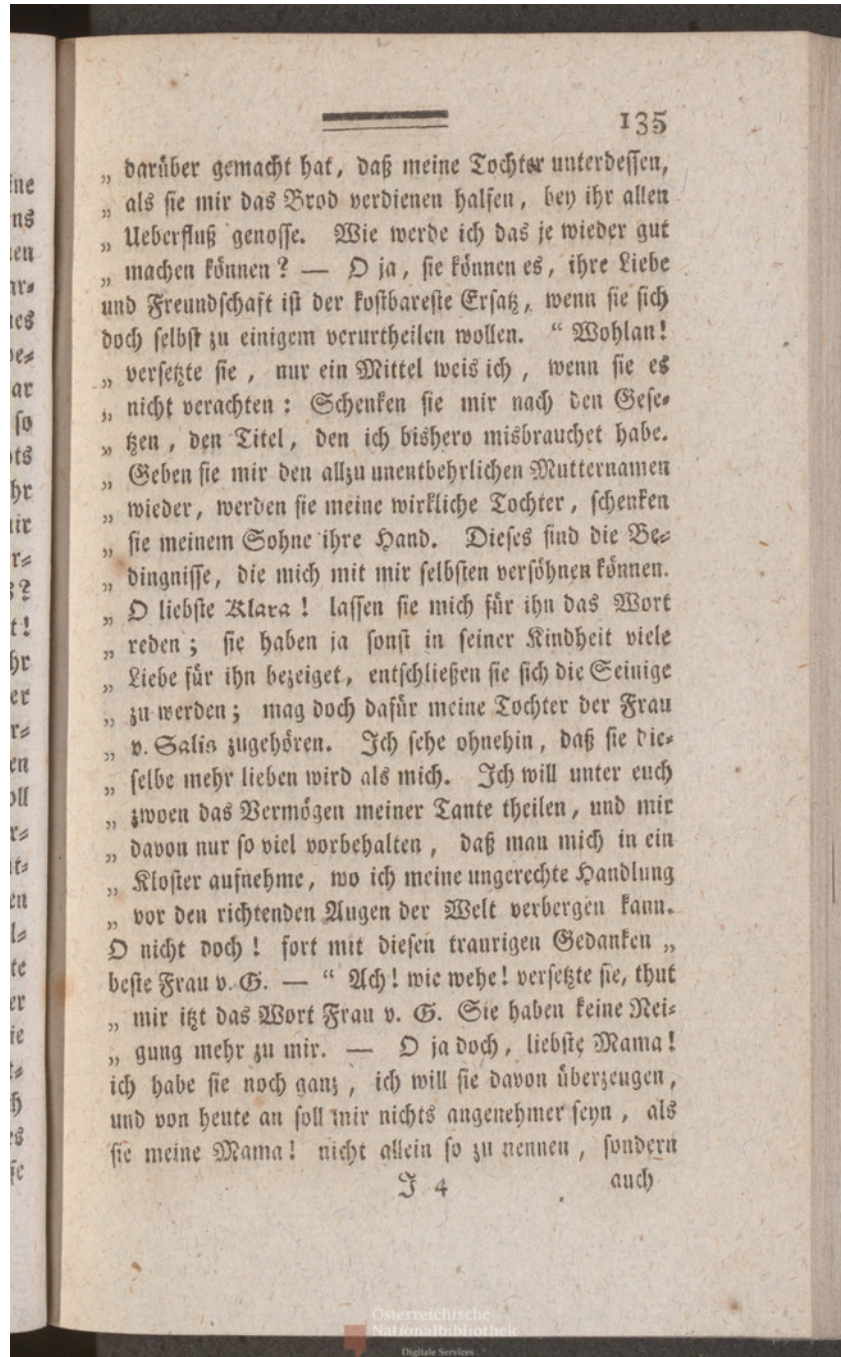 135
„ darüber gemacht hat, daß meine Tochter unterdessen,
„ als sie mir das Brod verdienen halfen, bey ihr allen
„ Ueberfluß genosse. Wie werde ich das je wieder gut
„ machen können? — O ja, sie können es, ihre Liebe
und Freundschaft ist der kostbareste Ersatz, wenn sie sich
doch selbst zu einigem verurtheilen wollen. “ Wohlan!
„ versetzte sie, nur ein Mittel weis ich, wenn sie es
„ nicht verachten: Schenken sie mir nach den Gese-
„ tzen, den Titel, den ich bishero misbrauchet habe.
„ Geben sie mir den allzu unentbehrlichen Mutternamen
„ wieder, werden sie meine wirkliche Tochter, schenken
„ sie meinem Sohne ihre Hand. Dieses sind die Be-
„ dingnisse, die mich mit mir selbsten versöhnen können.
„ O liebste Klara! lassen sie mich für ihn das Wort
„ reden; sie haben ja sonst in seiner Kindheit viele
„ Liebe für ihn bezeiget, entschließen sie sich die Seinige
„ zu werden; mag doch dafür meine Tochter der Frau
„ v. Salis zugehören. Ich sehe ohnehin, daß sie die-
„ selbe mehr lieben wird als mich. Ich will unter euch
„ zwoen das Vermögen meiner Tante theilen, und mir
„ davon nur so viel vorbehalten, daß man mich in ein
„ Kloster aufnehme, wo ich meine ungerechte Handlung
„ vor den richtenden Augen der Welt verbergen kann.
O nicht doch! fort mit diesen traurigen Gedanken „
beste Frau v. G. — “ Ach! wie wehe! versetzte sie, thut
„ mir itzt das Wort Frau v. G. Sie haben keine Nei-
„ gung mehr zu mir. — O ja doch, liebste Mama!
ich habe sie noch ganz, ich will sie davon überzeugen,
und von heute an soll mir nichts angenehmer seyn, als
sie meine Mama! nicht allein so zu nennen, sondern
J 4 auch
Österreichische
Nationalbibliothek
Digitale Services